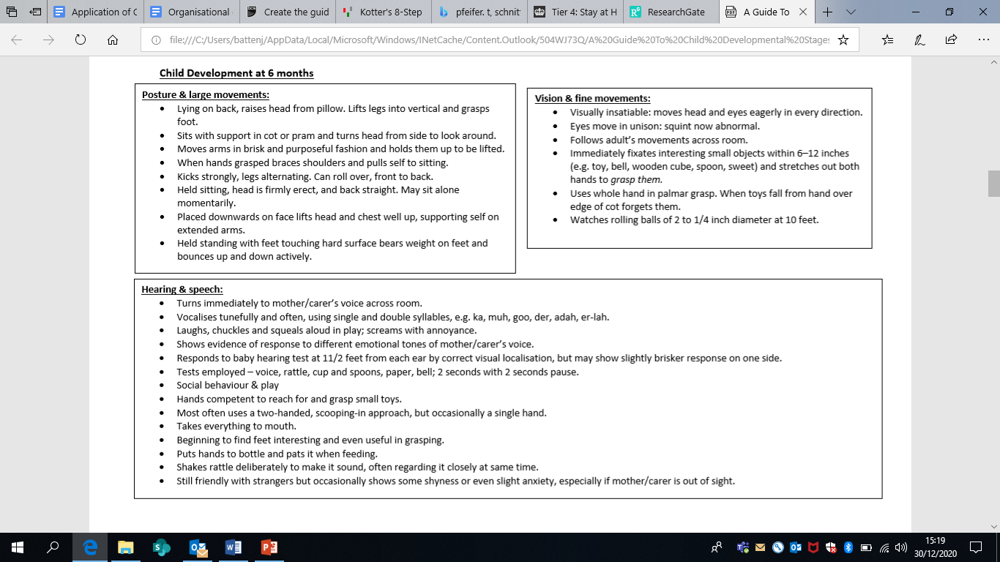 Application of C
Organisational
Create the guid
Kotter's 8-Step
pfeifer. t, schnit
Tier 4: Stay at H
ResearchGate
A Guide To
file:///C:/Users/battenj/AppData/Local/Microsoft/Windows/INetCache/Content.Outlook/504WJ73Q/A%20Guide%20To%20Child%20Developmental%20Stages
Child Development at 6 months
Posture & large movements:
• Lying on back, raises head from pillow. Lifts legs into vertical and grasps
foot.
• Sits with support in cot or pram and turns head from side to look around.
• Moves arms in brisk and purposeful fashion and holds them up to be lifted.
• When hands grasped braces shoulders and pulls self to sitting.
• Kicks strongly, legs alternating. Can roll over, front to back.
• Held sitting, head is firmly erect, and back straight. May sit alone
momentarily.
• Placed downwards on face lifts head and chest well up, supporting self on
extended arms.
• Held standing with feet touching hard surface bears weight on feet and
bounces up and down actively.
Vision & fine movements:
• Visually insatiable: moves head and eyes eagerly in every direction.
• Eyes move in unison: squint now abnormal.
• Follows adult's movements across room.
• Immediately fixates interesting small objects within 6–12 inches
(e.g. toy, bell, wooden cube, spoon, sweet) and stretches out both
hands to grasp them.
• Uses whole hand in palmar grasp. When toys fall from hand over
edge of cot forgets them.
• Watches rolling balls of 2 to 1/4 inch diameter at 10 feet.
Hearing & speech:
• Turns immediately to mother/carer's voice across room.
• Vocalises tunefully and often, using single and double syllables, e.g. ka, muh, goo, der, adah, er-lah.
• Laughs, chuckles and squeals aloud in play; screams with annoyance.
• Shows evidence of response to different emotional tones of mother/carer's voice.
• Responds to baby hearing test at 11/2 feet from each ear by correct visual localisation, but may show slightly brisker response on one side.
• Tests employed – voice, rattle, cup and spoons, paper, bell; 2 seconds with 2 seconds pause.
• Social behaviour & play
• Hands competent to reach for and grasp small toys.
• Most often uses a two-handed, scooping-in approach, but occasionally a single hand.
• Takes everything to mouth.
• Beginning to find feet interesting and even useful in grasping.
• Puts hands to bottle and pats it when feeding.
• Shakes rattle deliberately to make it sound, often regarding it closely at same time.
• Still friendly with strangers but occasionally shows some shyness or even slight anxiety, especially if mother/carer is out of sight.
15:19
30/12/2020